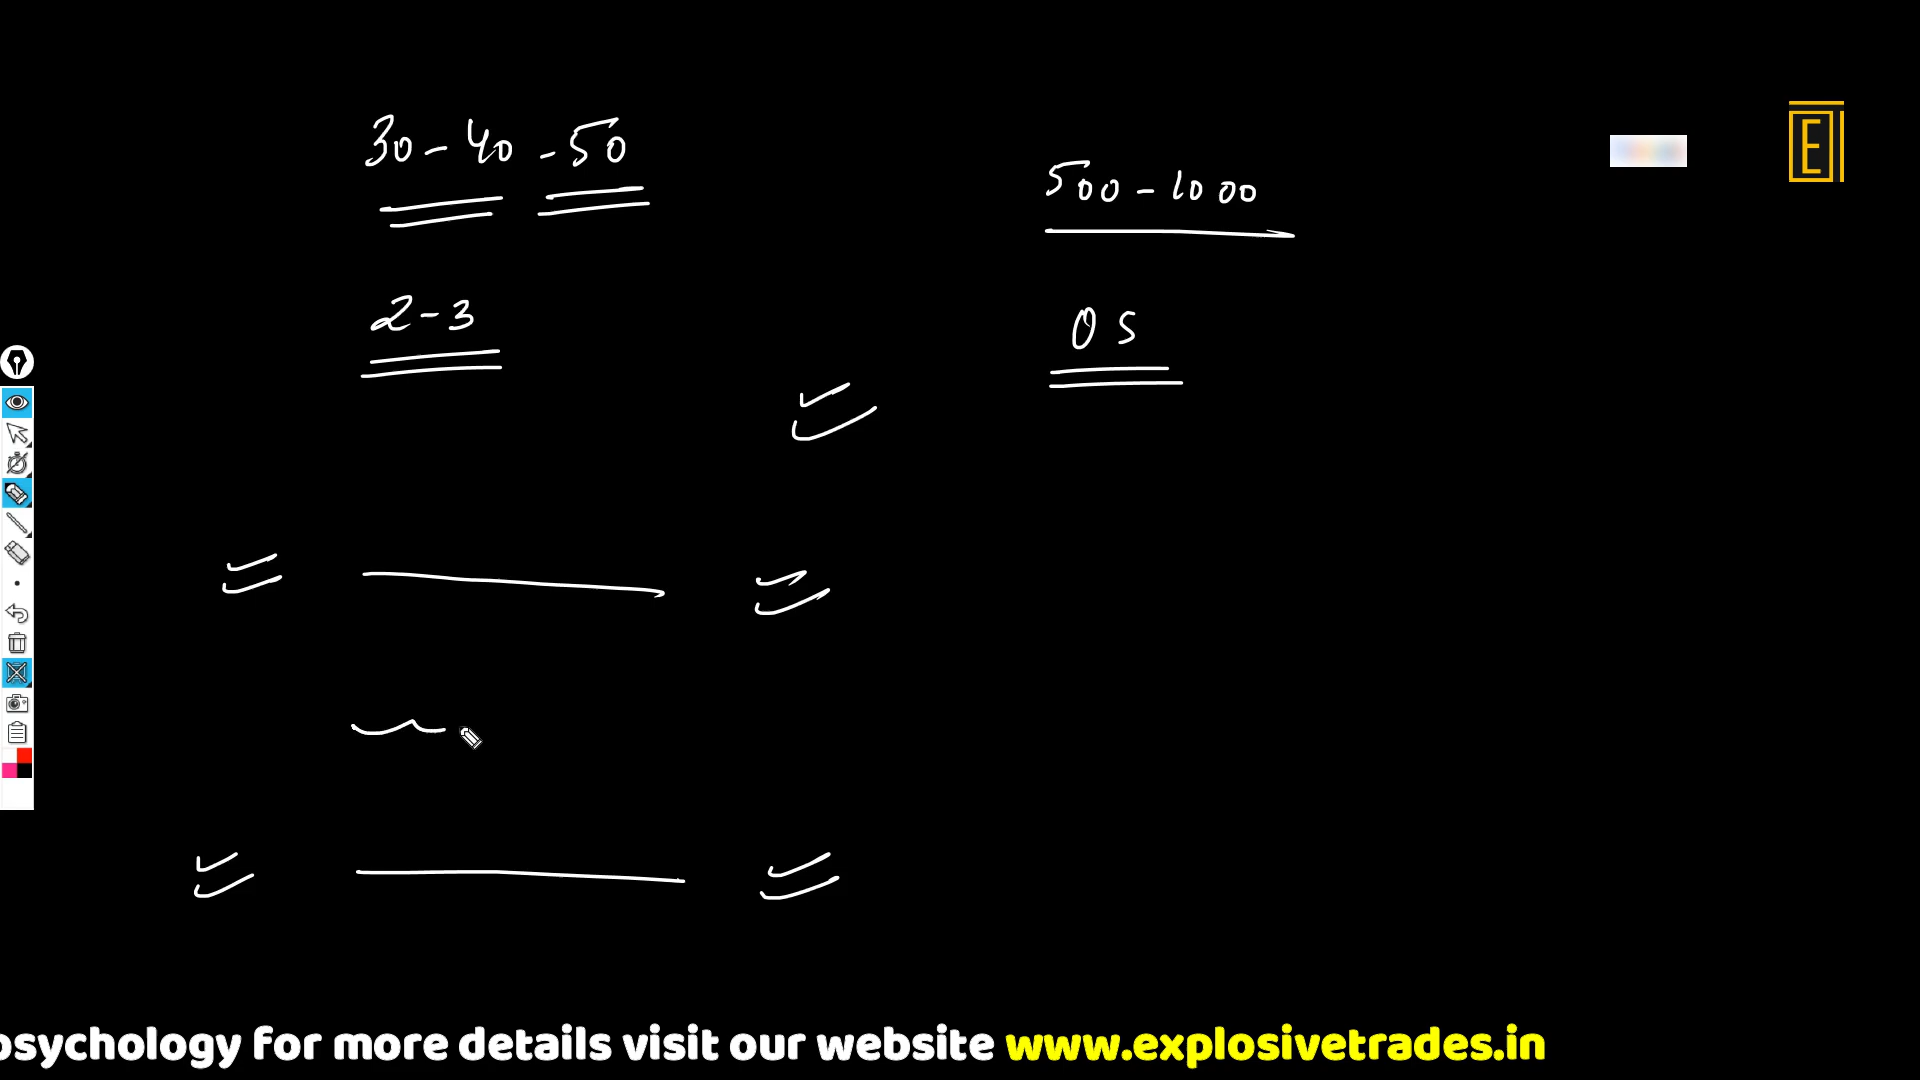 30 - 40 - 50
500 - 1000
2 - 3
OS
E
psychology for more details visit our website www.explosivetrades.in